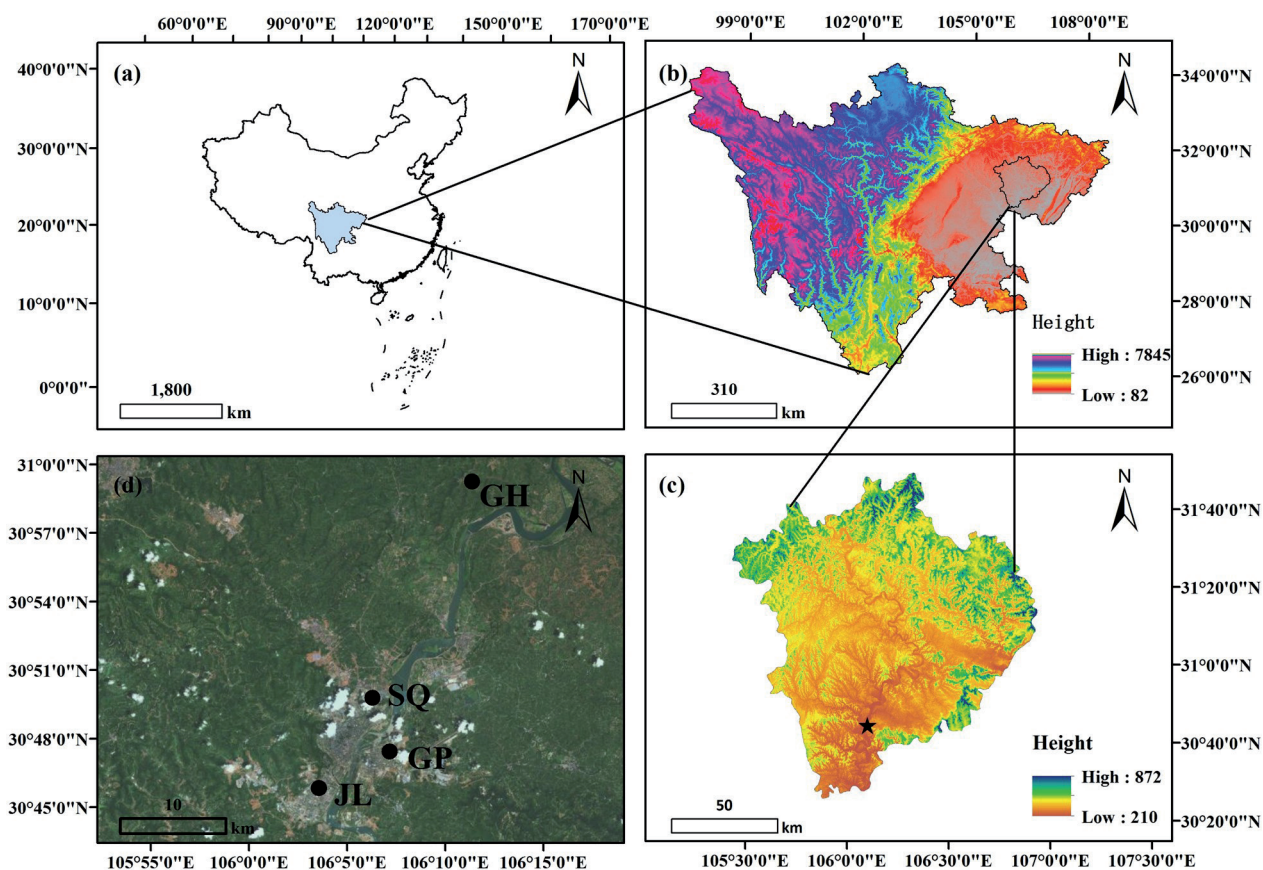 60°0'0"E 90°0'0"E 120°0'0"E 150°0'0"E 170°0'0"E
40°0'0"N
30°0'0"N
20°0'0"N
10°0'0"N
0°0'0"N
(a)
N
1,800
km
99°0'0"E 102°0'0"E 105°0'0"E 108°0'0"E
(b)
N
34°0'0"N
32°0'0"N
30°0'0"N
28°0'0"N
26°0'0"N
Height
High : 7845
Low : 82
310
km
31°0'0"N
30°57'0"N
30°54'0"N
30°51'0"N
30°48'0"N
30°45'0"N
(d)
N
GH
SQ
GP
JL
10
km
105°55'0"E 106°0'0"E 106°5'0"E 106°10'0"E 106°15'0"E
(c)
N
31°40'0"N
31°20'0"N
31°0'0"N
30°40'0"N
30°20'0"N
Height
High : 872
Low : 210
50
km
105°30'0"E 106°0'0"E 106°30'0"E 107°0'0"E 107°30'0"E